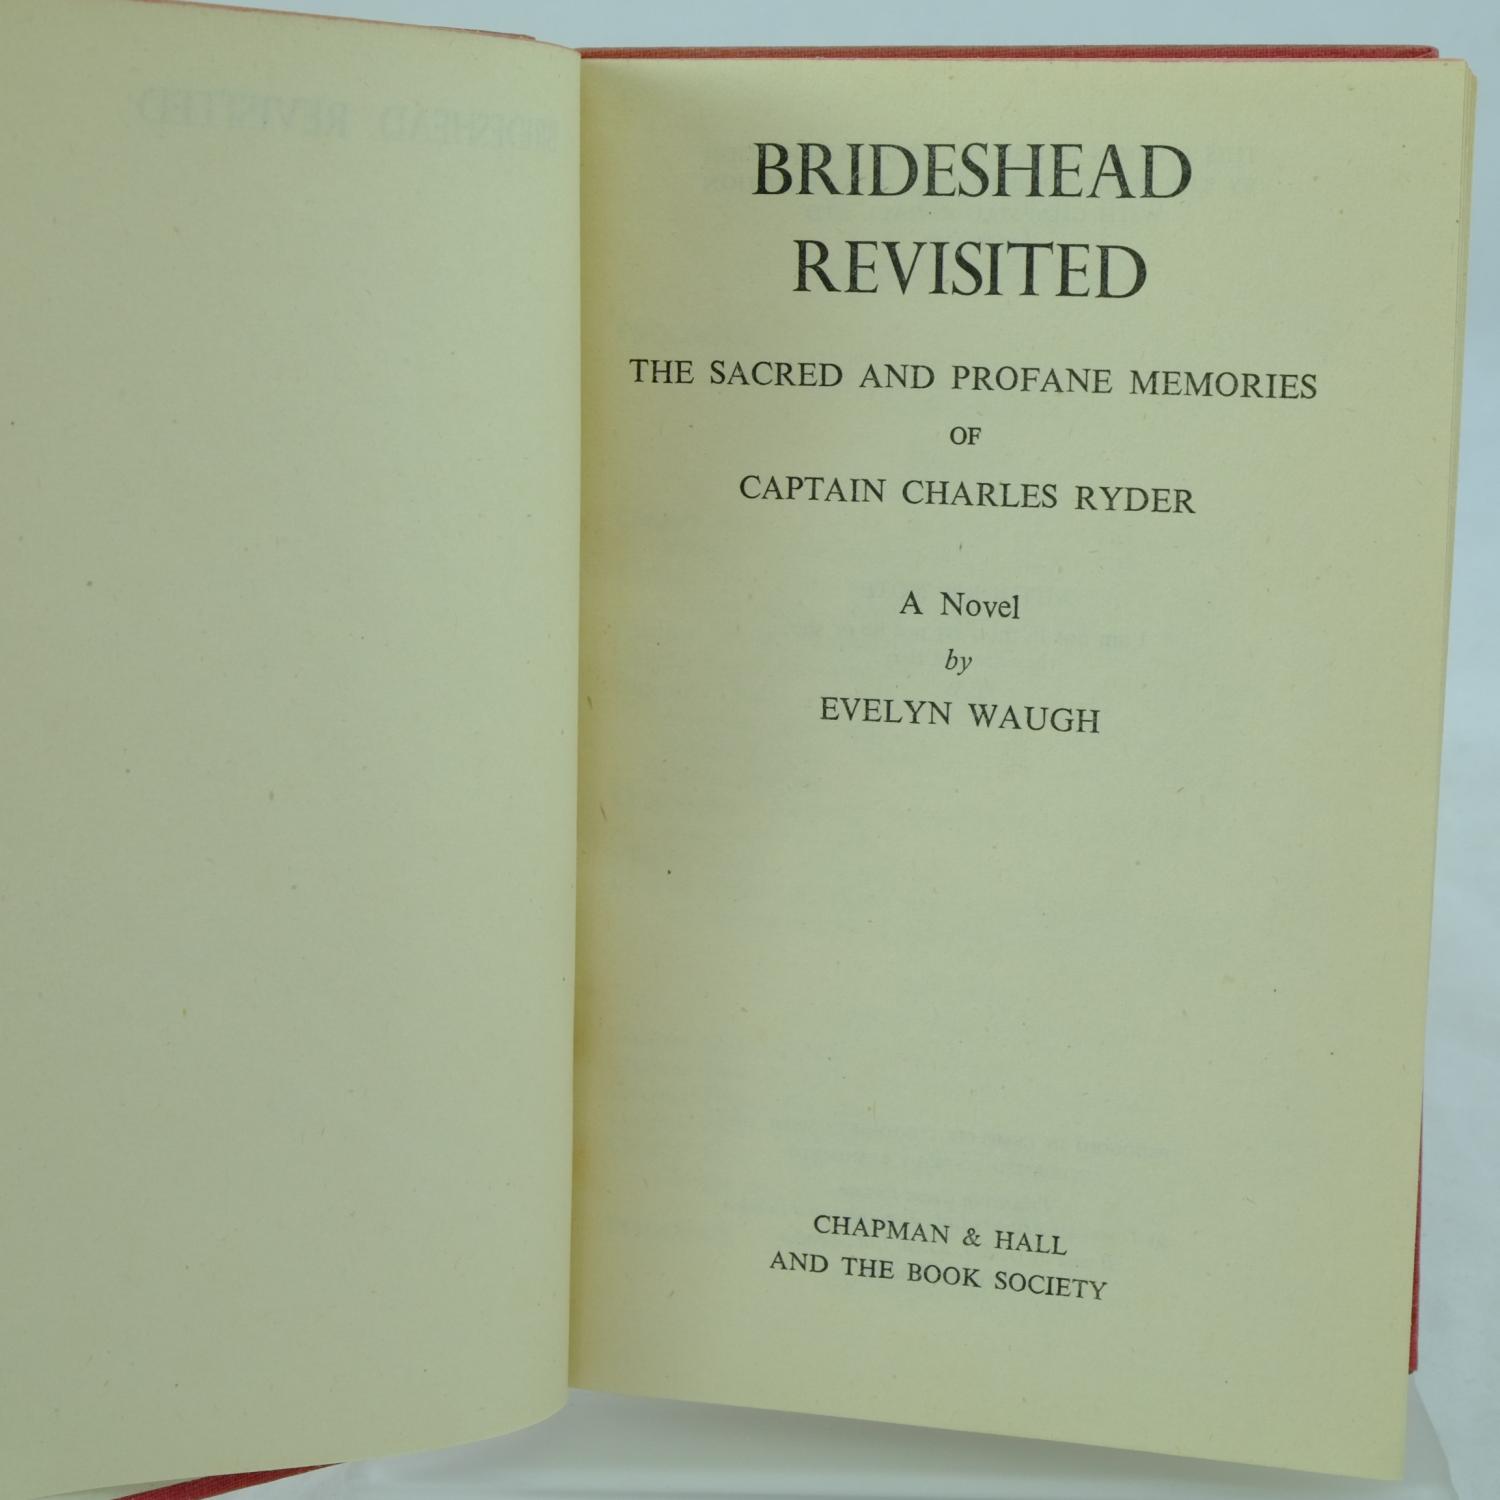 BRIDESHEAD
REVISITED
THE SACRED AND PROFANE MEMORIES
OF
CAPTAIN CHARLES RYDER
A Novel
by
EVELYN WAUGH
CHAPMAN & HALL
AND THE BOOK SOCIETY